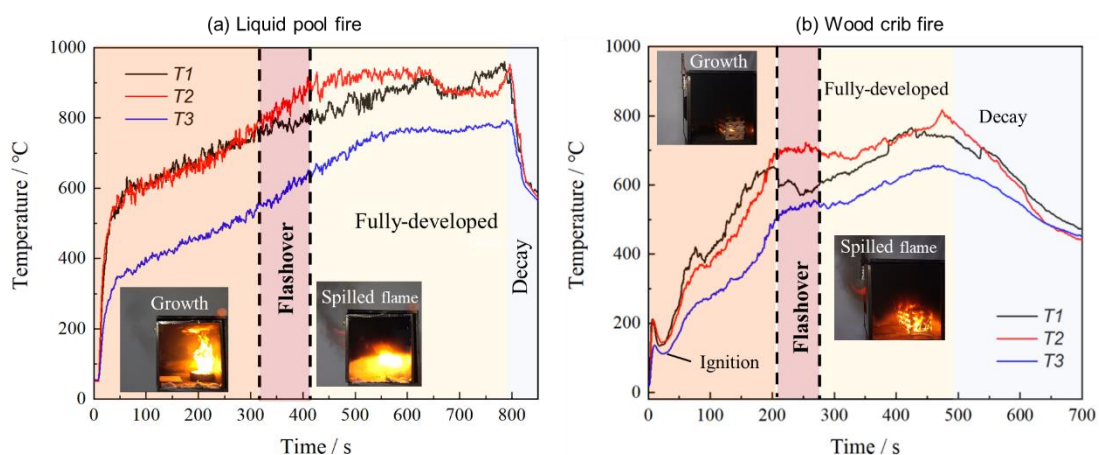 (a) Liquid pool fire
1000
800
600
400
200
0
Temperature / °C
T1
T2
T3
Growth
Flashover
Spilled flame
Fully-developed
Decay
0 100 200 300 400 500 600 700 800
Time / s
(b) Wood crib fire
1000
800
600
400
200
0
Temperature / °C
Growth
Fully-developed
Decay
Ignition
Flashover
Spilled flame
T1
T2
T3
0 100 200 300 400 500 600 700
Time / s